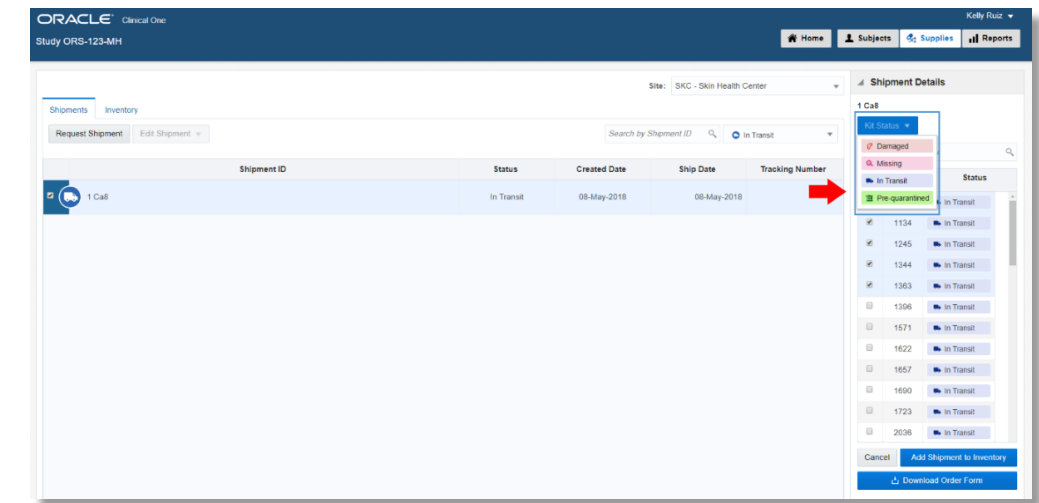 ORACLE® Clinical One
Kelly Ruiz
Study ORS-123-MH
Home
Subjects
Supplies
Reports
Site: SKC - Skin Health Center
Shipments
Inventory
Request Shipment
Edit Shipment
Search by Shipment ID
In Transit
Shipment ID
Status
Created Date
Ship Date
Tracking Number
1 Ca8
In Transit
08-May-2018
08-May-2018
Shipment Details
1 Ca8
Kit Status
Damaged
Missing
In Transit
Pre-quarantined
Status
In Transit
1134 In Transit
1245 In Transit
1344 In Transit
1363 In Transit
1396 In Transit
1571 In Transit
1622 In Transit
1657 In Transit
1690 In Transit
1723 In Transit
2036 In Transit
Cancel
Add Shipment to Inventory
Download Order Form